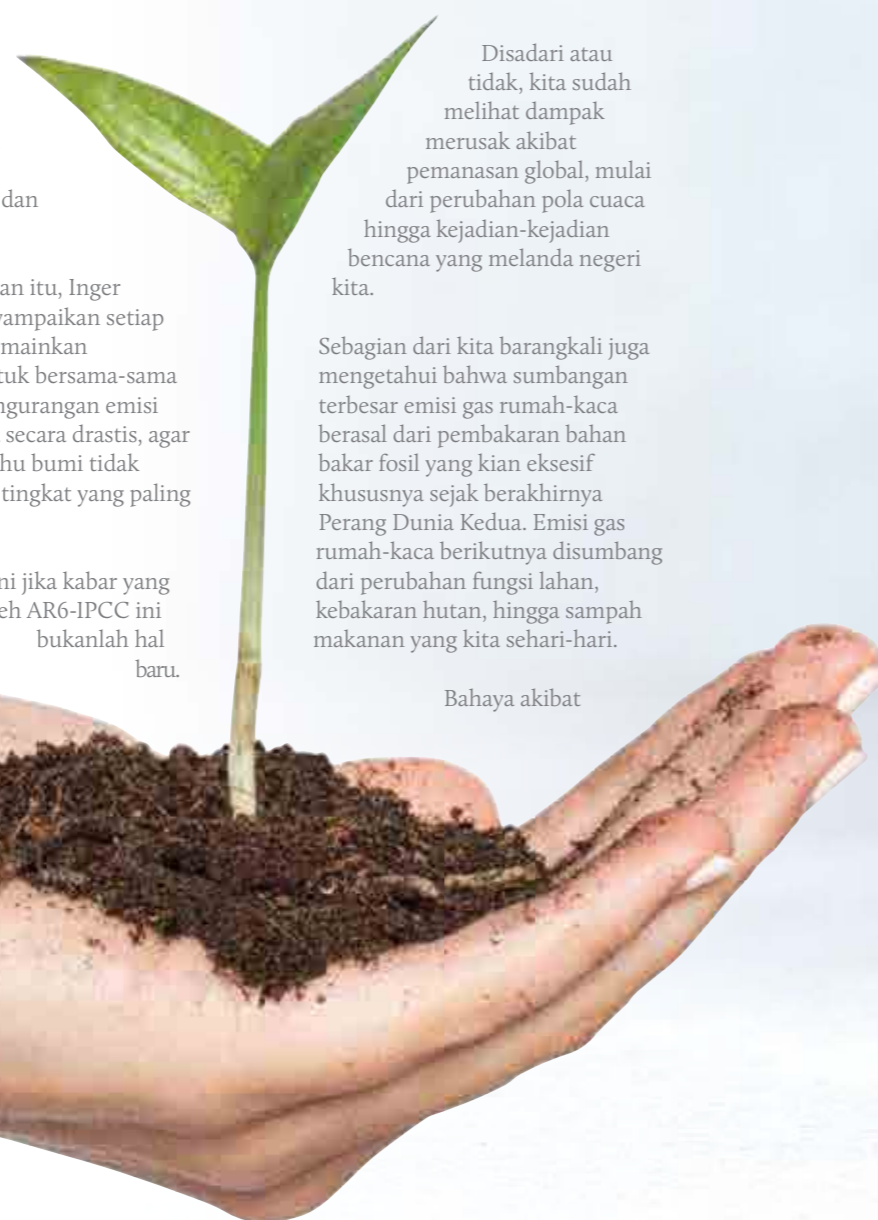 dan
an itu, Inger
yampaikan setiap
mainkan
tuk bersama-sama
ngurangan emisi
secara drastis, agar
hu bumi tidak
tingkat yang paling
ni jika kabar yang
eh AR6-IPCC ini
bukanlah hal
baru.
Disadari atau
tidak, kita sudah
melihat dampak
merusak akibat
pemanasan global, mulai
dari perubahan pola cuaca
hingga kejadian-kejadian
bencana yang melanda negeri
kita.
Sebagian dari kita barangkali juga
mengetahui bahwa sumbangan
terbesar emisi gas rumah-kaca
berasal dari pembakaran bahan
bakar fosil yang kian eksesif
khususnya sejak berakhirnya
Perang Dunia Kedua. Emisi gas
rumah-kaca berikutnya disumbang
dari perubahan fungsi lahan,
kebakaran hutan, hingga sampah
makanan yang kita sehari-hari.
Bahaya akibat